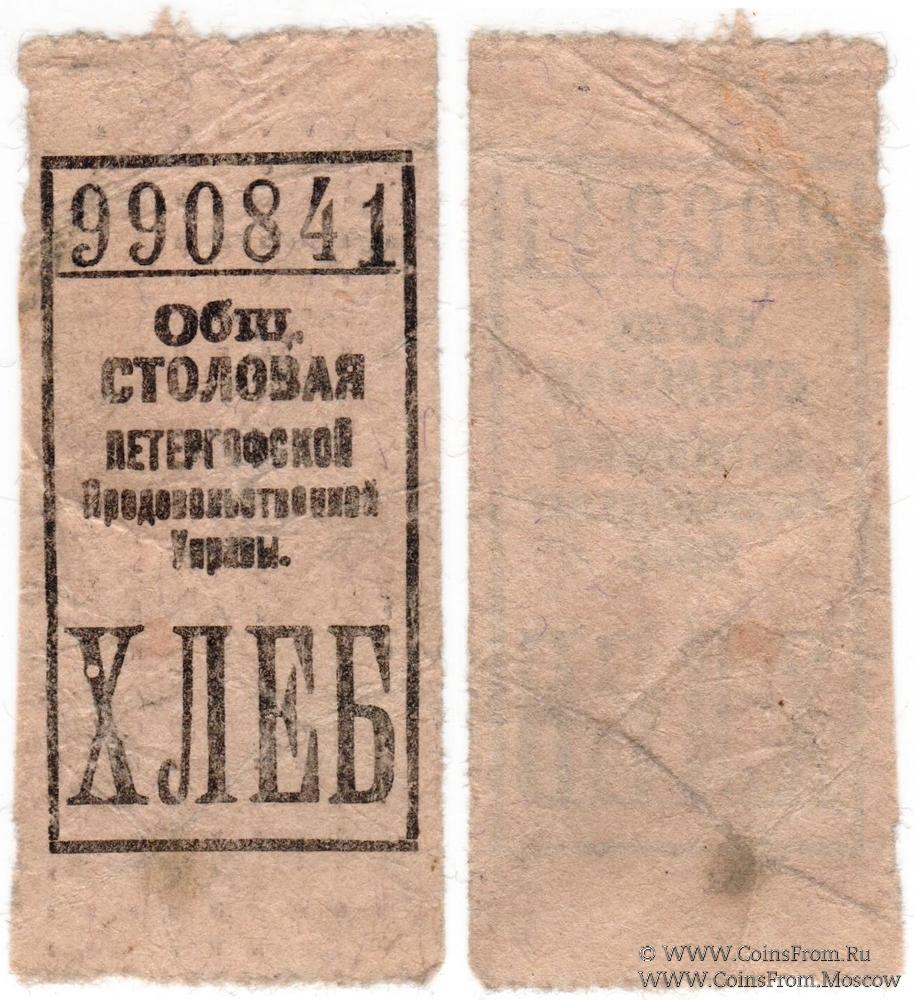 990841
Общ.
СТОЛОВАЯ
ПЕТЕРГОФСКОЙ
Продовольственной
Управы.
ХЛЕБ
© WWW.CoinsFrom.Ru
WWW.CoinsFrom.Moscow